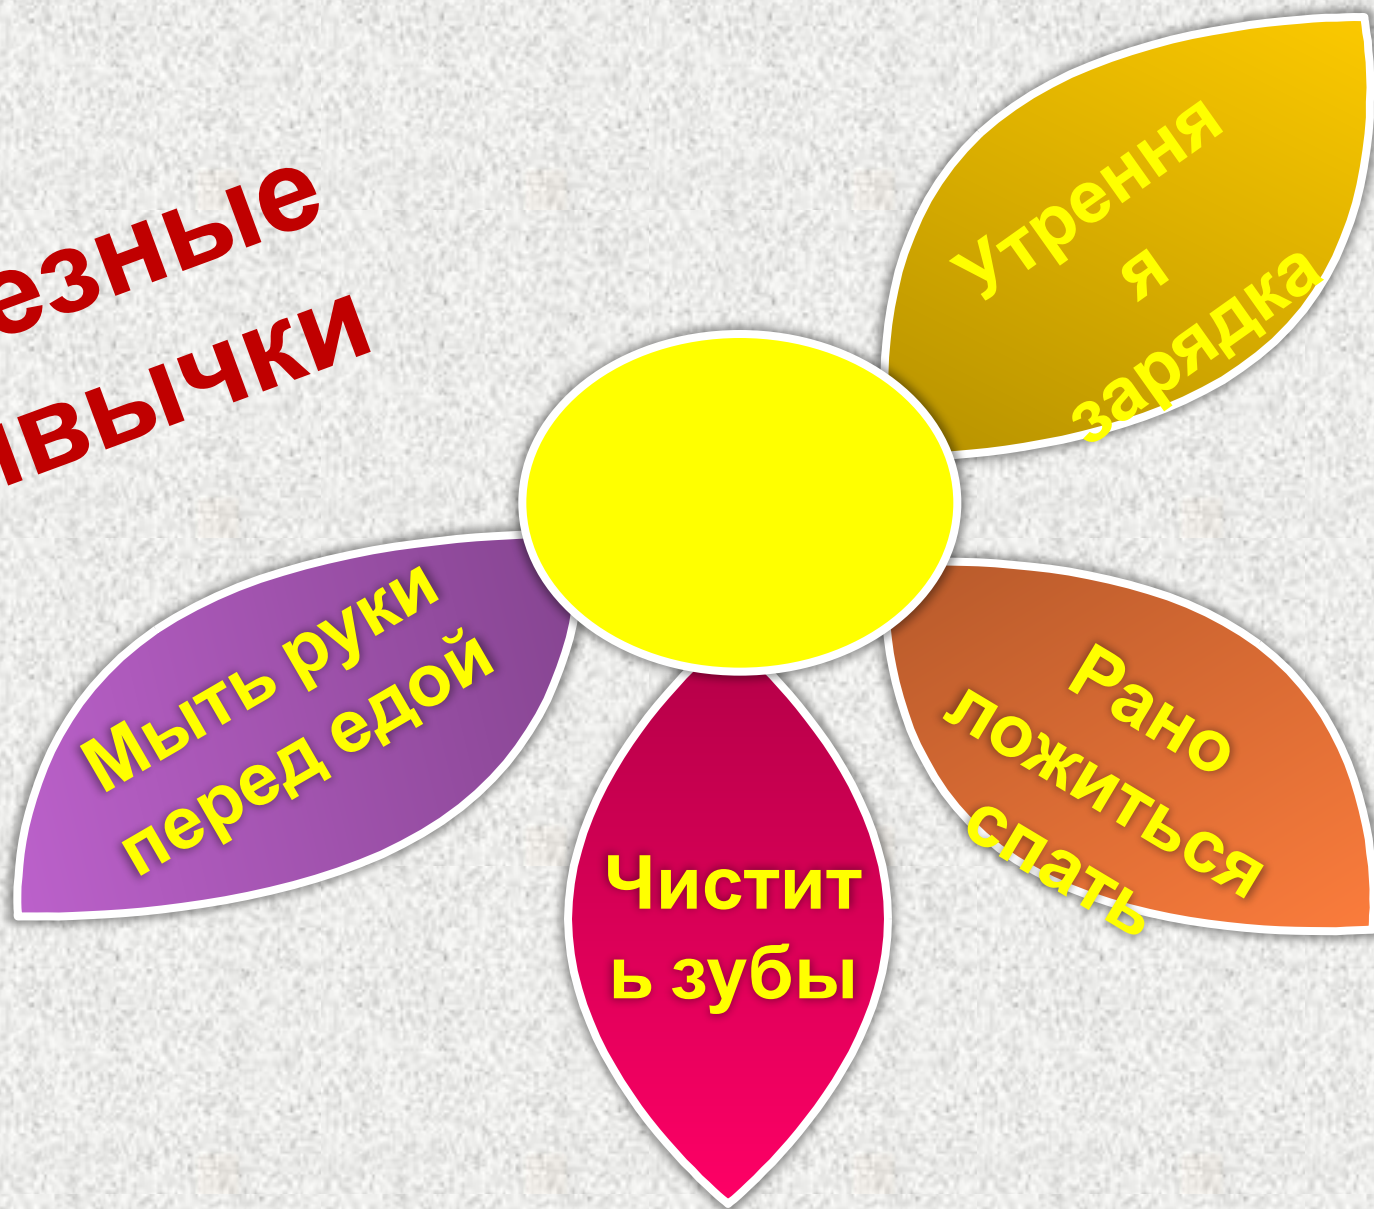 езные
ивычки
Утрення
я
зарядка
Мыть руки
перед едой
Рано
ложиться
спать
Чистит
ь зубы